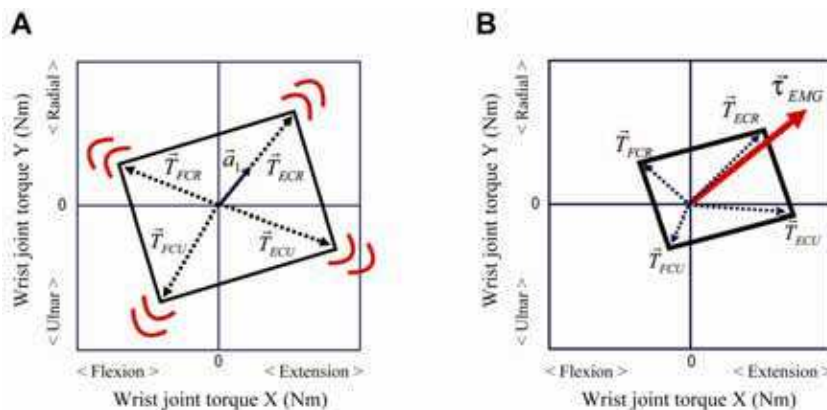 A
Wrist joint torque Y (Nm)
< Ulnar > < Radial >
0
T⃗FCR
a⃗1
T⃗ECR
T⃗FCU
T⃗ECU
0
< Flexion > < Extension >
Wrist joint torque X (Nm)
B
Wrist joint torque Y (Nm)
< Ulnar > < Radial >
0
τ⃗EMG
T⃗ECR
T⃗FCR
T⃗ECU
T⃗FCU
0
< Flexion > < Extension >
Wrist joint torque X (Nm)